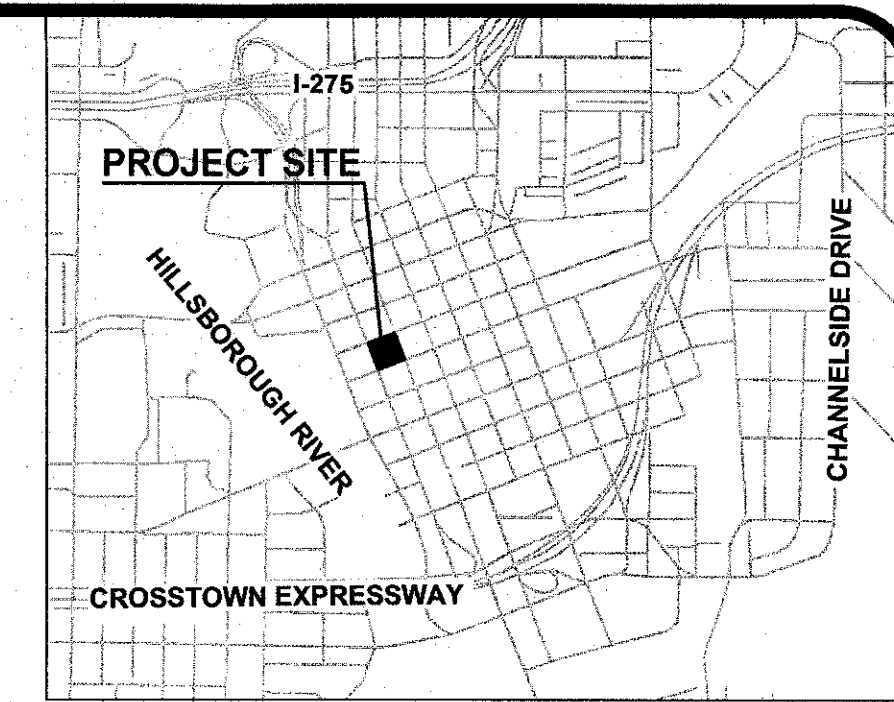 I-275
PROJECT SITE
HILLSBOROUGH RIVER
CHANNELSIDE DRIVE
CROSSTOWN EXPRESSWAY